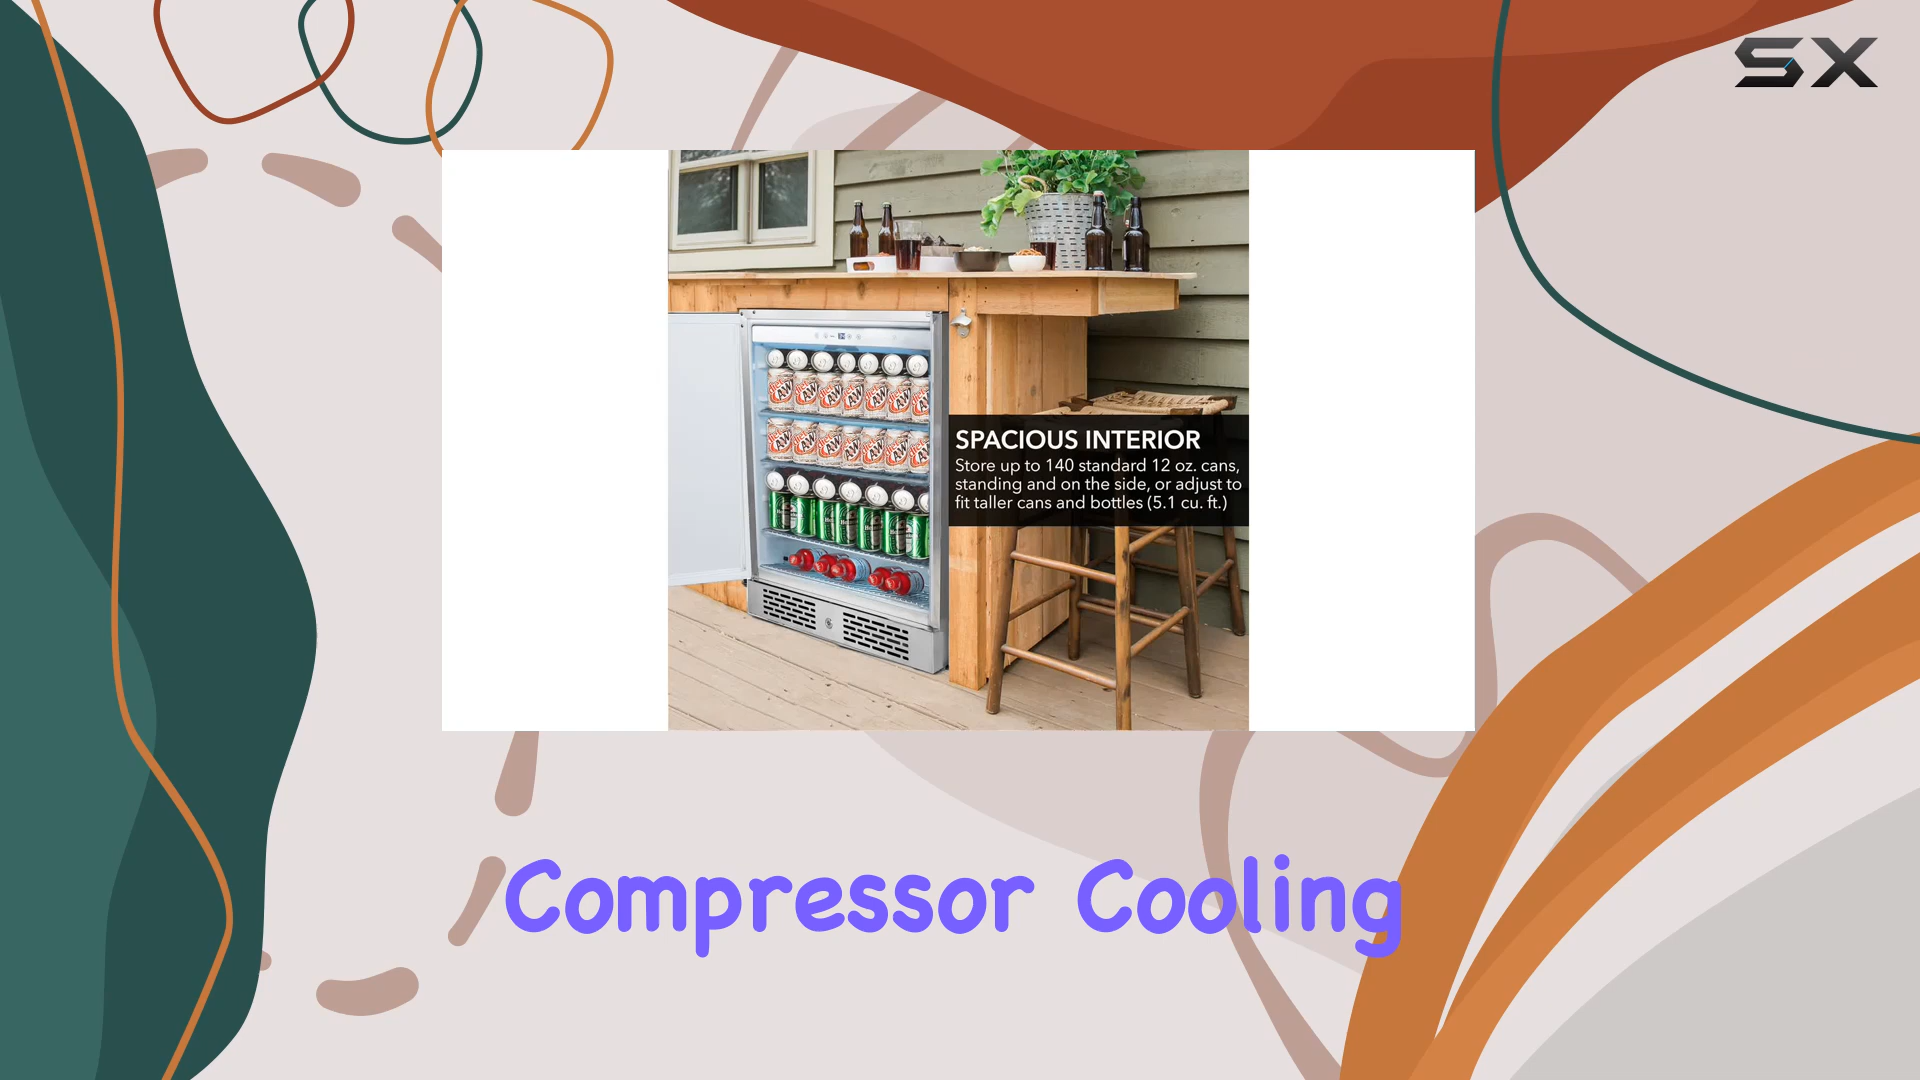 SX
SPACIOUS INTERIOR
Store up to 140 standard 12 oz. cans,
standing and on the side, or adjust to
fit taller cans and bottles (5.1 cu. ft.)
Compressor Cooling